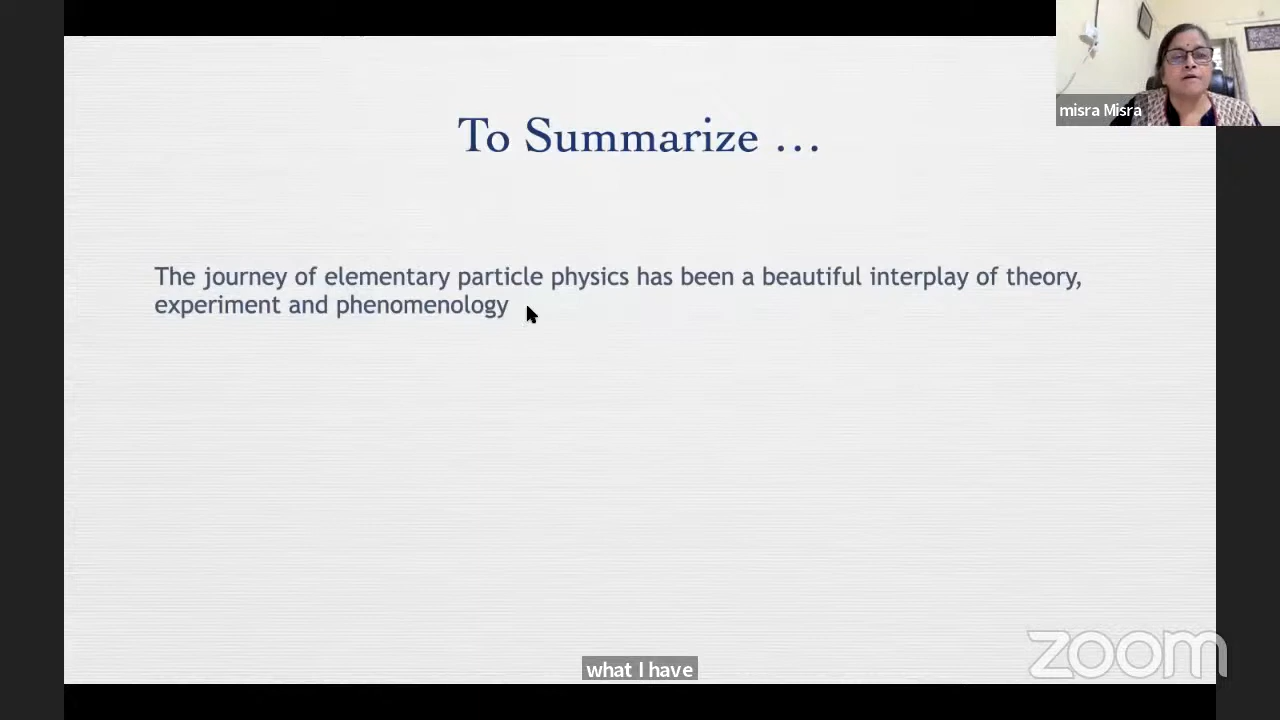 misra Misra
To Summarize ...
The journey of elementary particle physics has been a beautiful interplay of theory,
experiment and phenomenology
what I have
zoom